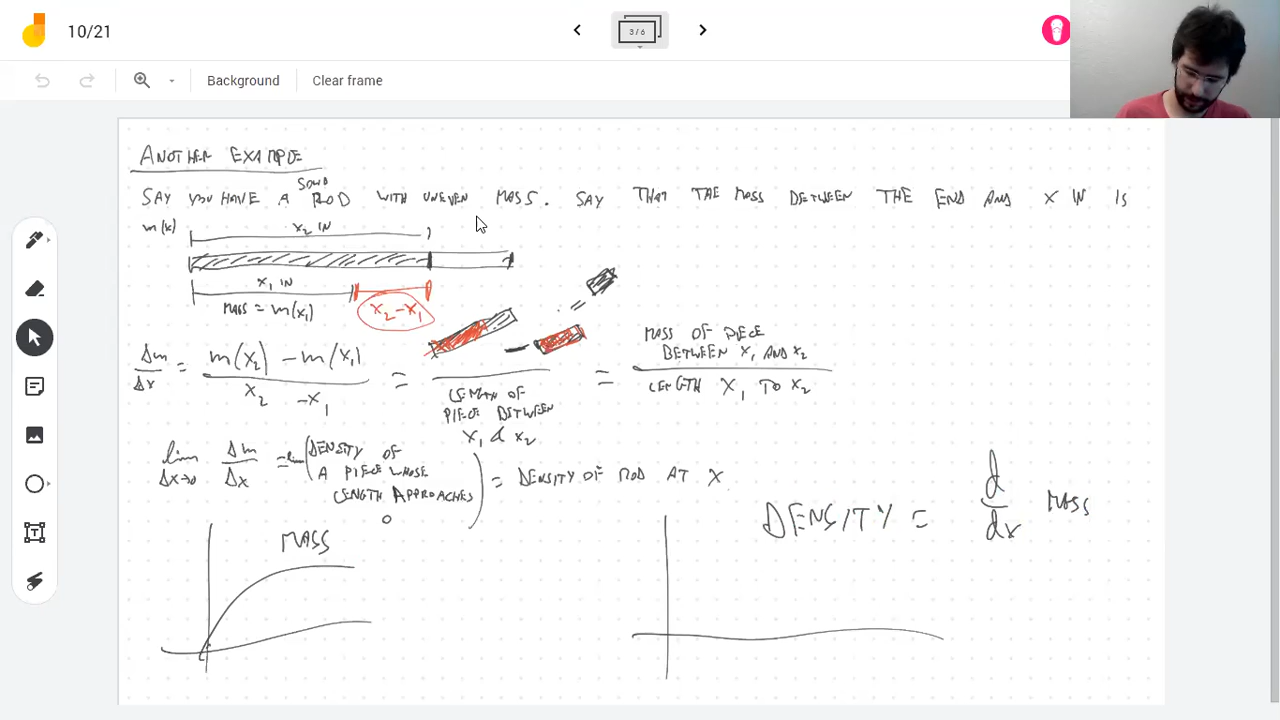 10/21
3 / 6
Background
Clear frame
ANOTHER EXAMPLE
SAY YOU HAVE A SOLID ROD WITH UNEVEN MASS. SAY THAT THE MASS BETWEEN THE END AND X IN IS
m(x)
x₂ IN
x₁ IN
MASS = m(x₁)
x₂ - x₁
Δm/Δx = (m(x₂) - m(x₁))/(x₂ - x₁) = — / LENGTH OF PIECE BETWEEN x₁ & x₂ = MASS OF PIECE BETWEEN x₁ AND x₂ / LENGTH x₁ TO x₂
=
lim Δx→0 Δm/Δx = lim (DENSITY OF A PIECE WHOSE LENGTH APPROACHES 0) = DENSITY OF ROD AT X
DENSITY = d/dx MASS
MASS